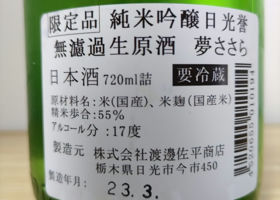 限定品 純米吟醸日光誉
無濾過生原酒 夢ささら
日本酒 720ml詰 要冷蔵
原材料名:米(国産)、米麹(国産米)
精米歩合:55%
アルコール分:17度
製造元 株式会社渡邊佐平商店
栃木県日光市今市450
製造年月: 23.3.